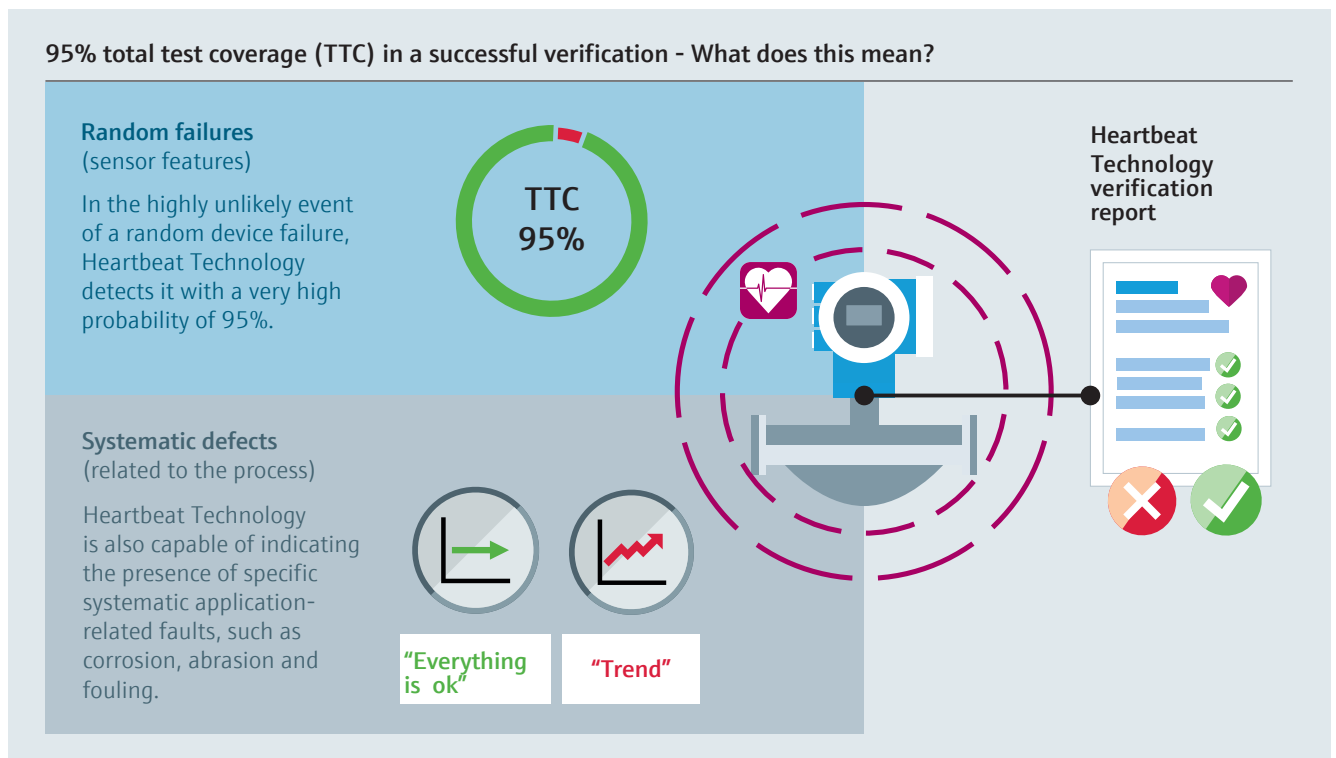 95% total test coverage (TTC) in a successful verification - What does this mean?
Random failures
(sensor features)
In the highly unlikely event
of a random device failure,
Heartbeat Technology
detects it with a very high
probability of 95%.
TTC
95%
Heartbeat
Technology
verification
report
Systematic defects
(related to the process)
Heartbeat Technology
is also capable of indicating
the presence of specific
systematic application-
related faults, such as
corrosion, abrasion and
fouling.
“Everything
is ok”
“Trend”